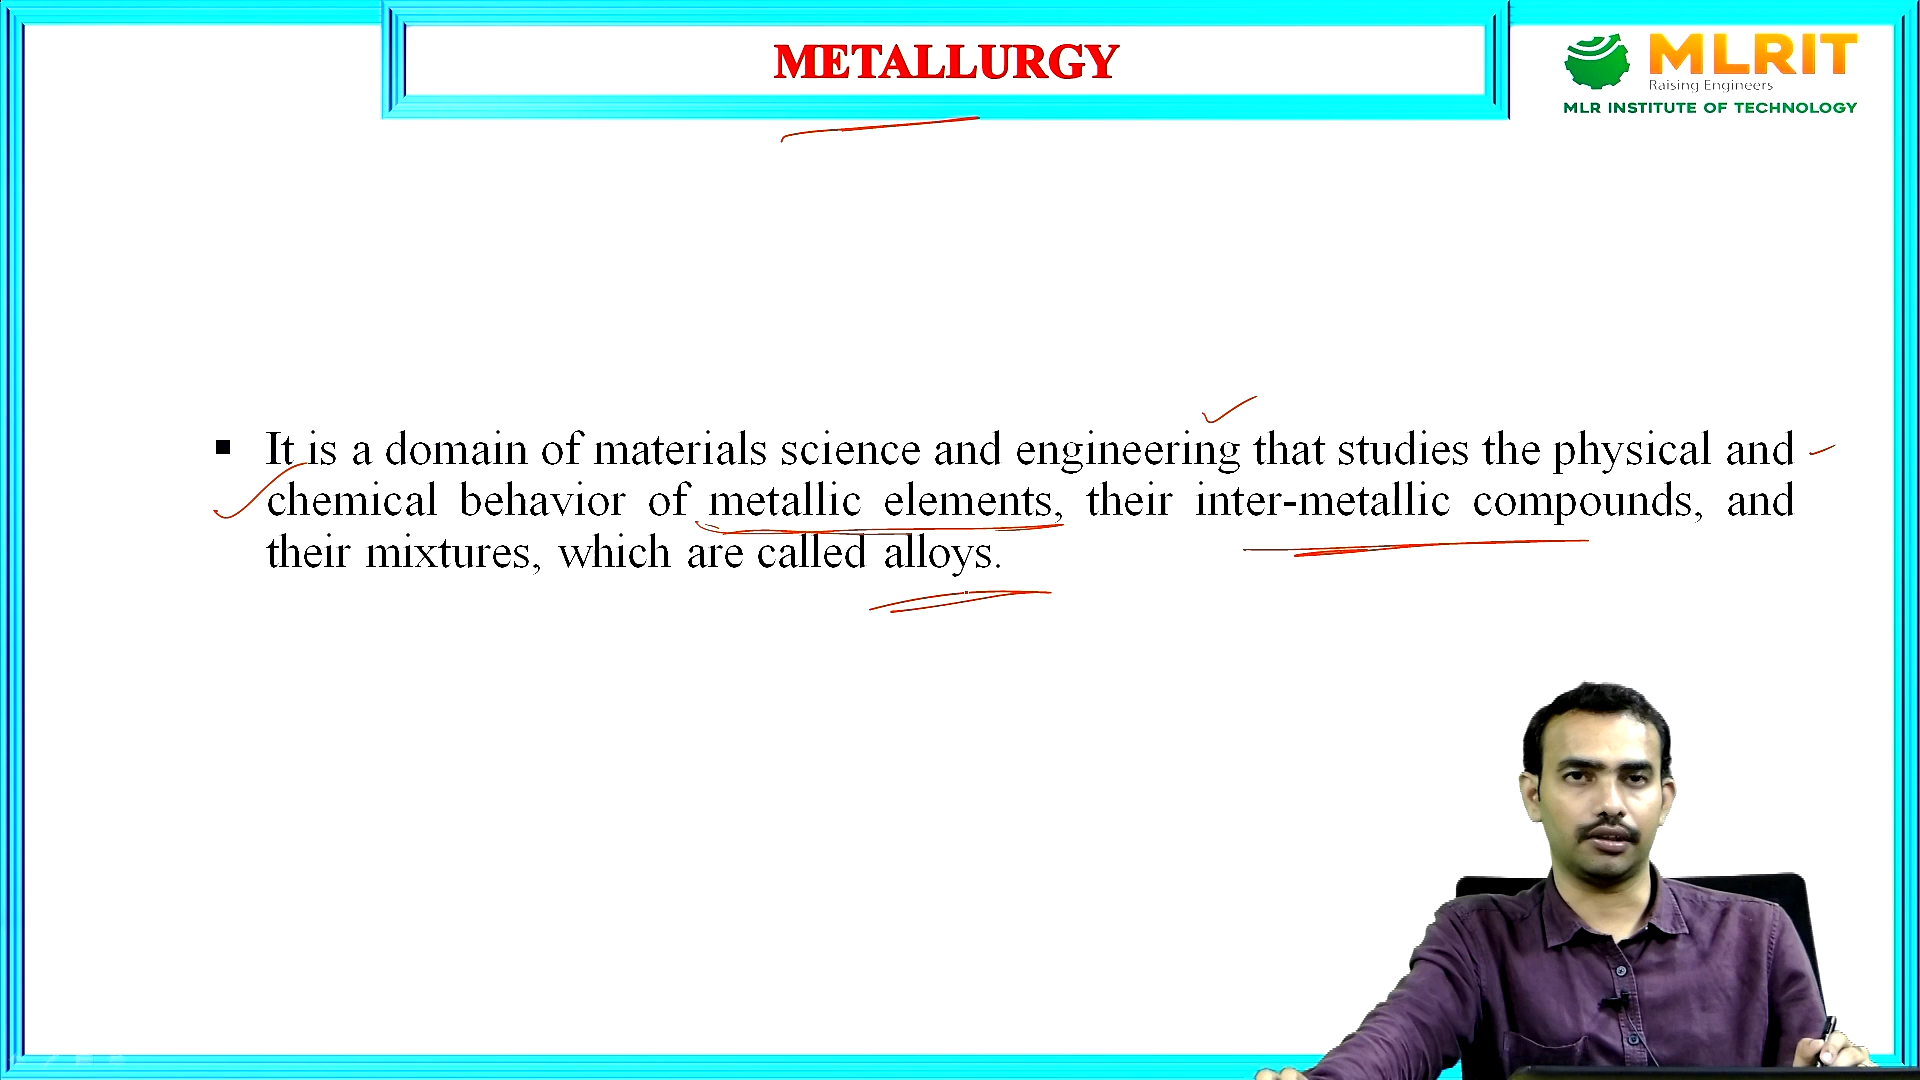 METALLURGY
MLRIT
Raising Engineers
MLR INSTITUTE OF TECHNOLOGY
▪ It is a domain of materials science and engineering that studies the physical and
chemical behavior of metallic elements, their inter-metallic compounds, and
their mixtures, which are called alloys.